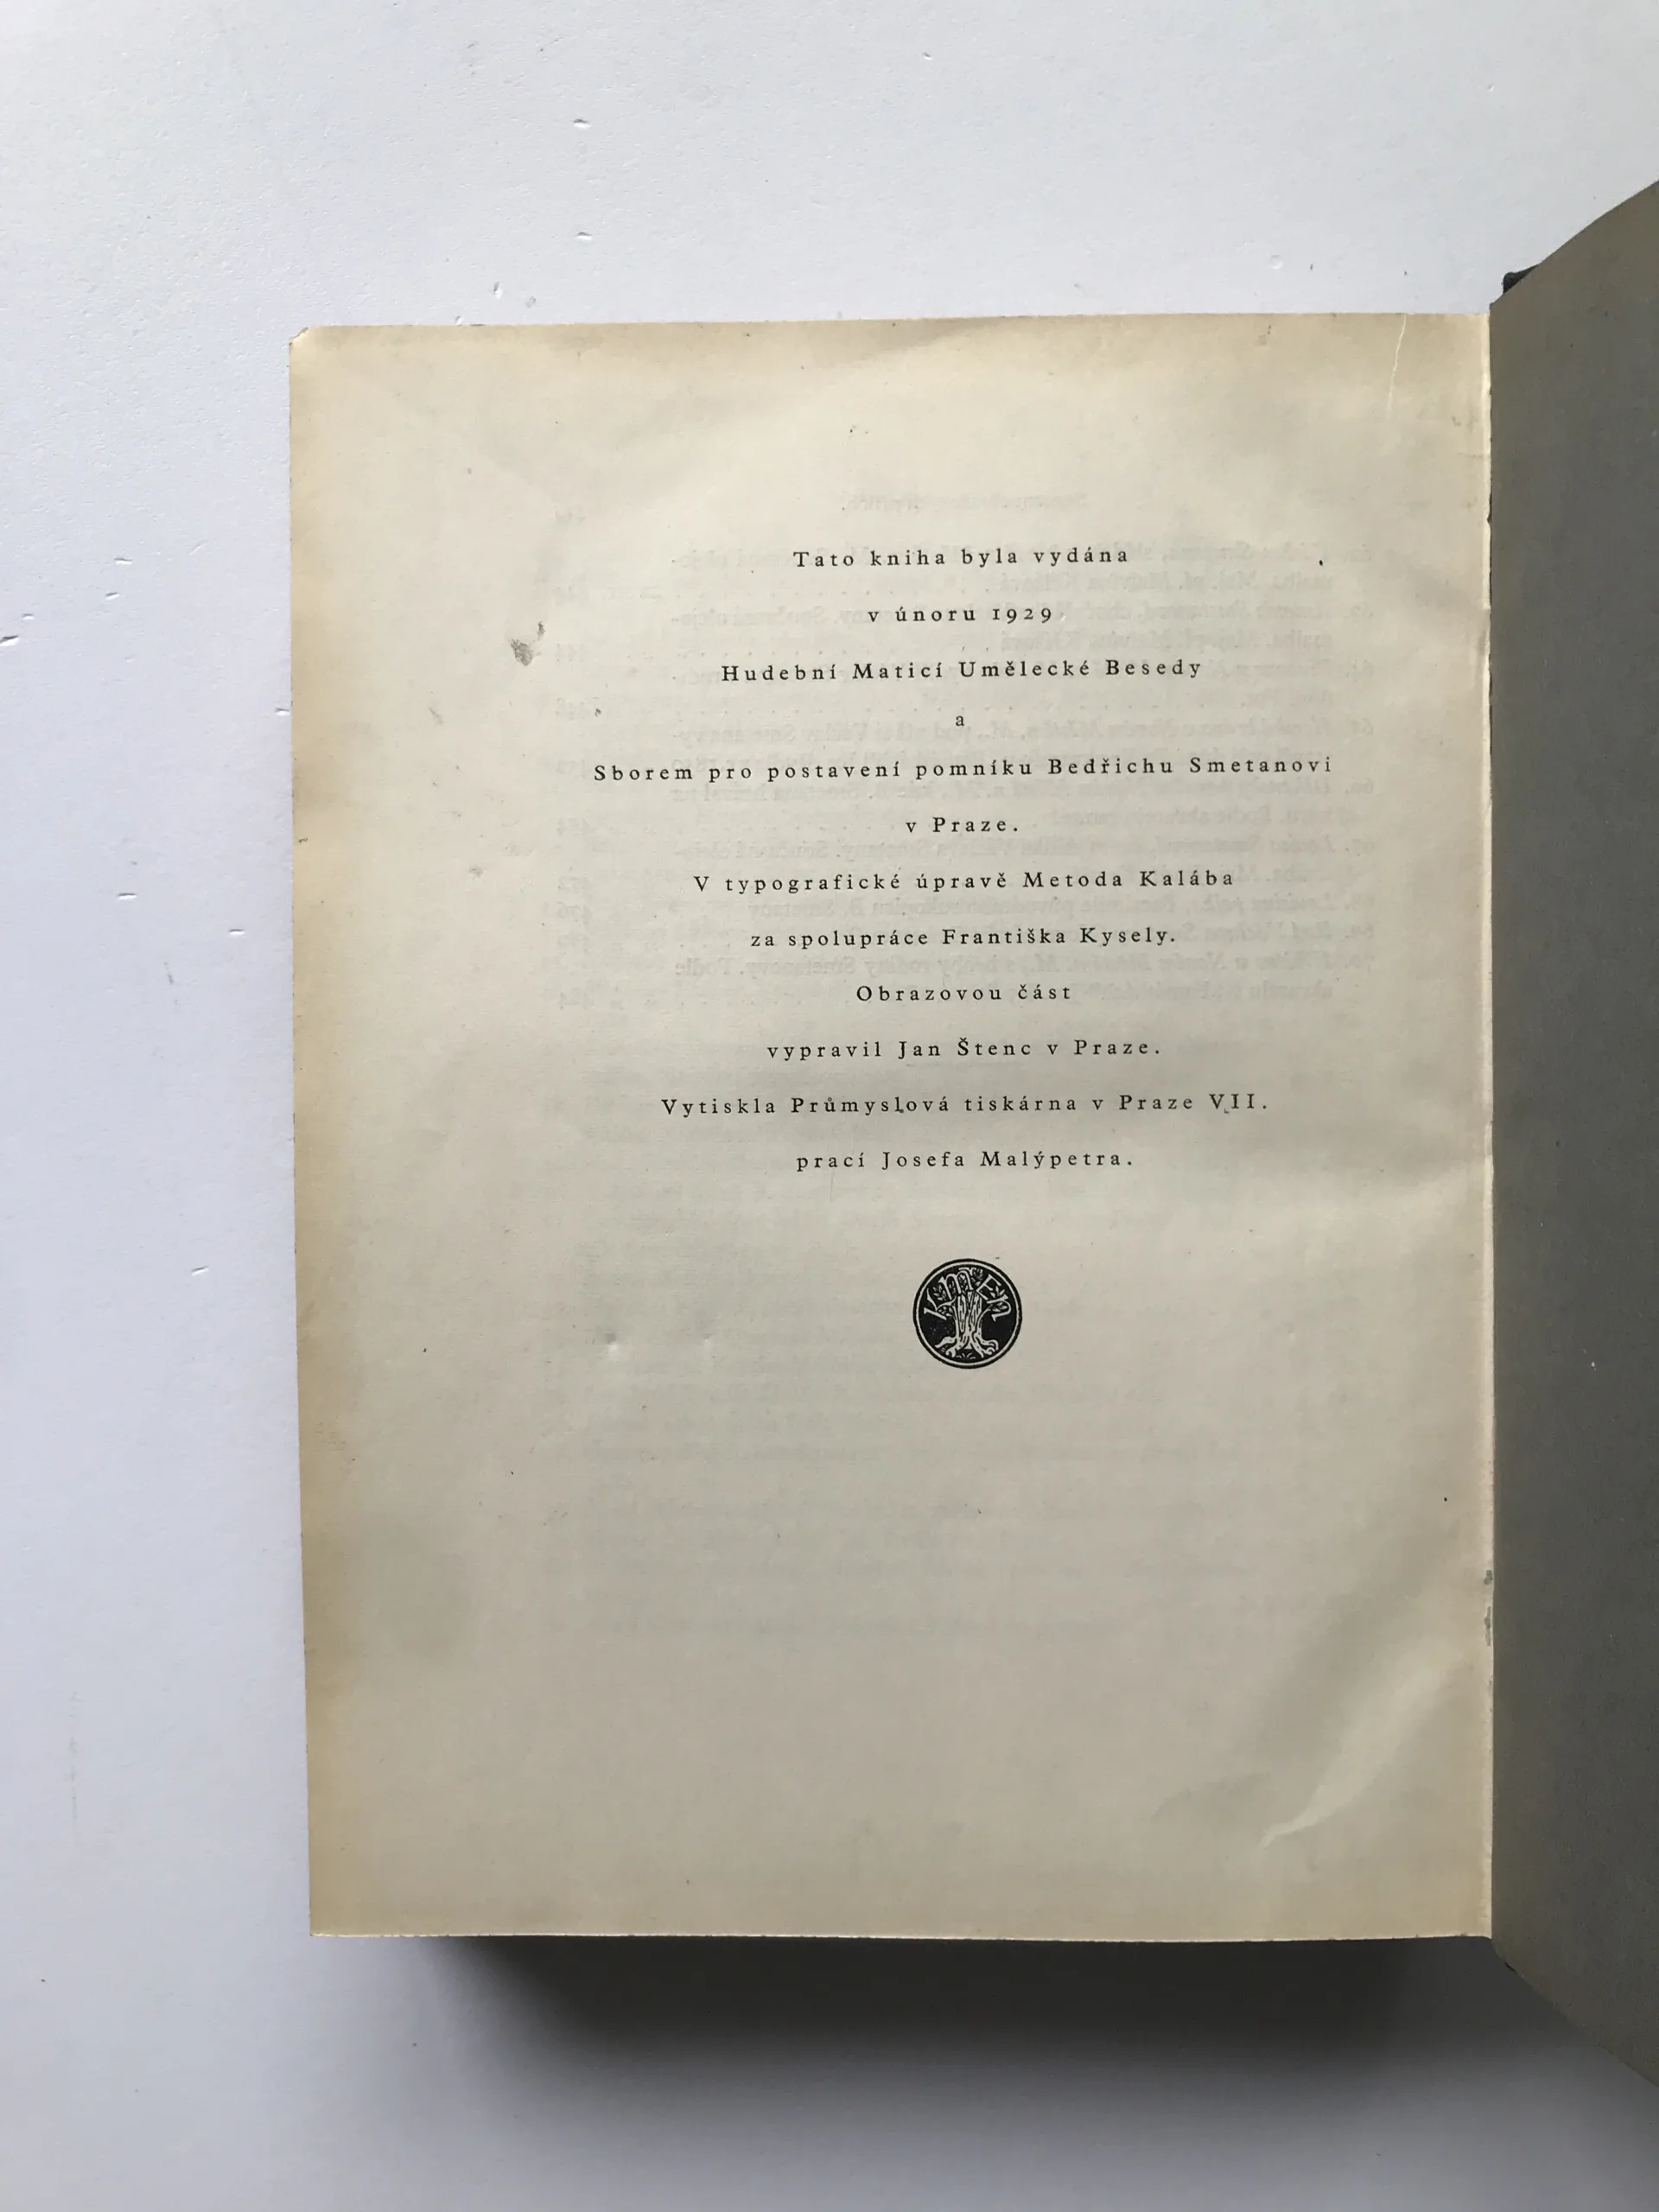 Tato kniha byla vydána
v únoru 1929
Hudební Maticí Umělecké Besedy
a
Sborem pro postavení pomníku Bedřichu Smetanovi
v Praze.
V typografické úpravě Metoda Kalába
za spolupráce Františka Kysely.
Obrazovou část
vypravil Jan Štenc v Praze.
Vytiskla Průmyslová tiskárna v Praze VII.
prací Josefa Malýpetra.
KMEN